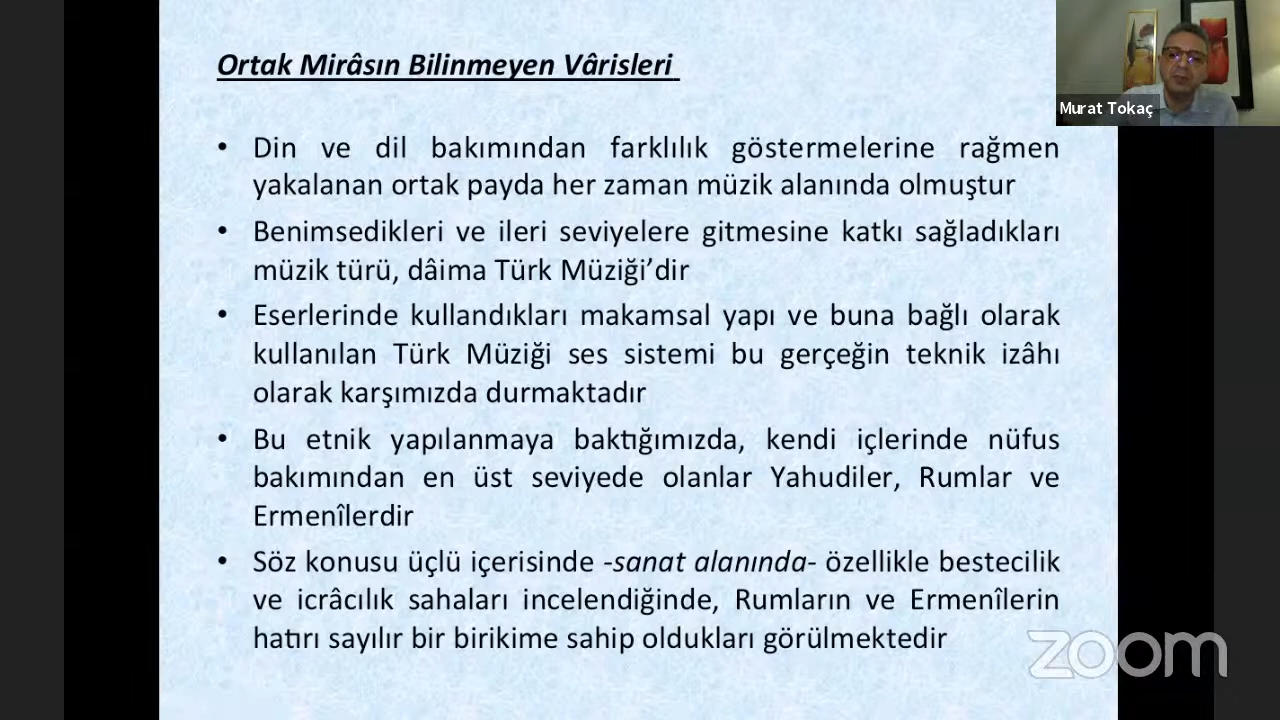 Ortak Mirâsın Bilinmeyen Vârisleri
Murat Tokaç
• Din ve dil bakımından farklılık göstermelerine rağmen
yakalanan ortak payda her zaman müzik alanında olmuştur
• Benimsedikleri ve ileri seviyelere gitmesine katkı sağladıkları
müzik türü, dâima Türk Müziği’dir
• Eserlerinde kullandıkları makamsal yapı ve buna bağlı olarak
kullanılan Türk Müziği ses sistemi bu gerçeğin teknik izâhı
olarak karşımızda durmaktadır
• Bu etnik yapılanmaya baktığımızda, kendi içlerinde nüfus
bakımından en üst seviyede olanlar Yahudiler, Rumlar ve
Ermenîlerdir
• Söz konusu üçlü içerisinde -sanat alanında- özellikle bestecilik
ve icrâcılık sahaları incelendiğinde, Rumların ve Ermenîlerin
hatırı sayılır bir birikime sahip oldukları görülmektedir
zoom